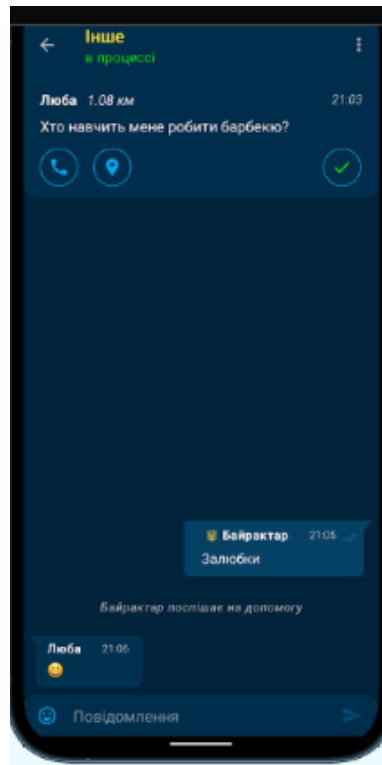 Інше
в процессі
Люба 1.08 км 21:03
Хто навчить мене робити барбекю?
Байрактар 21:05
Залюбки
Байрактар поспішає на допомогу
Люба 21:06
Повідомлення